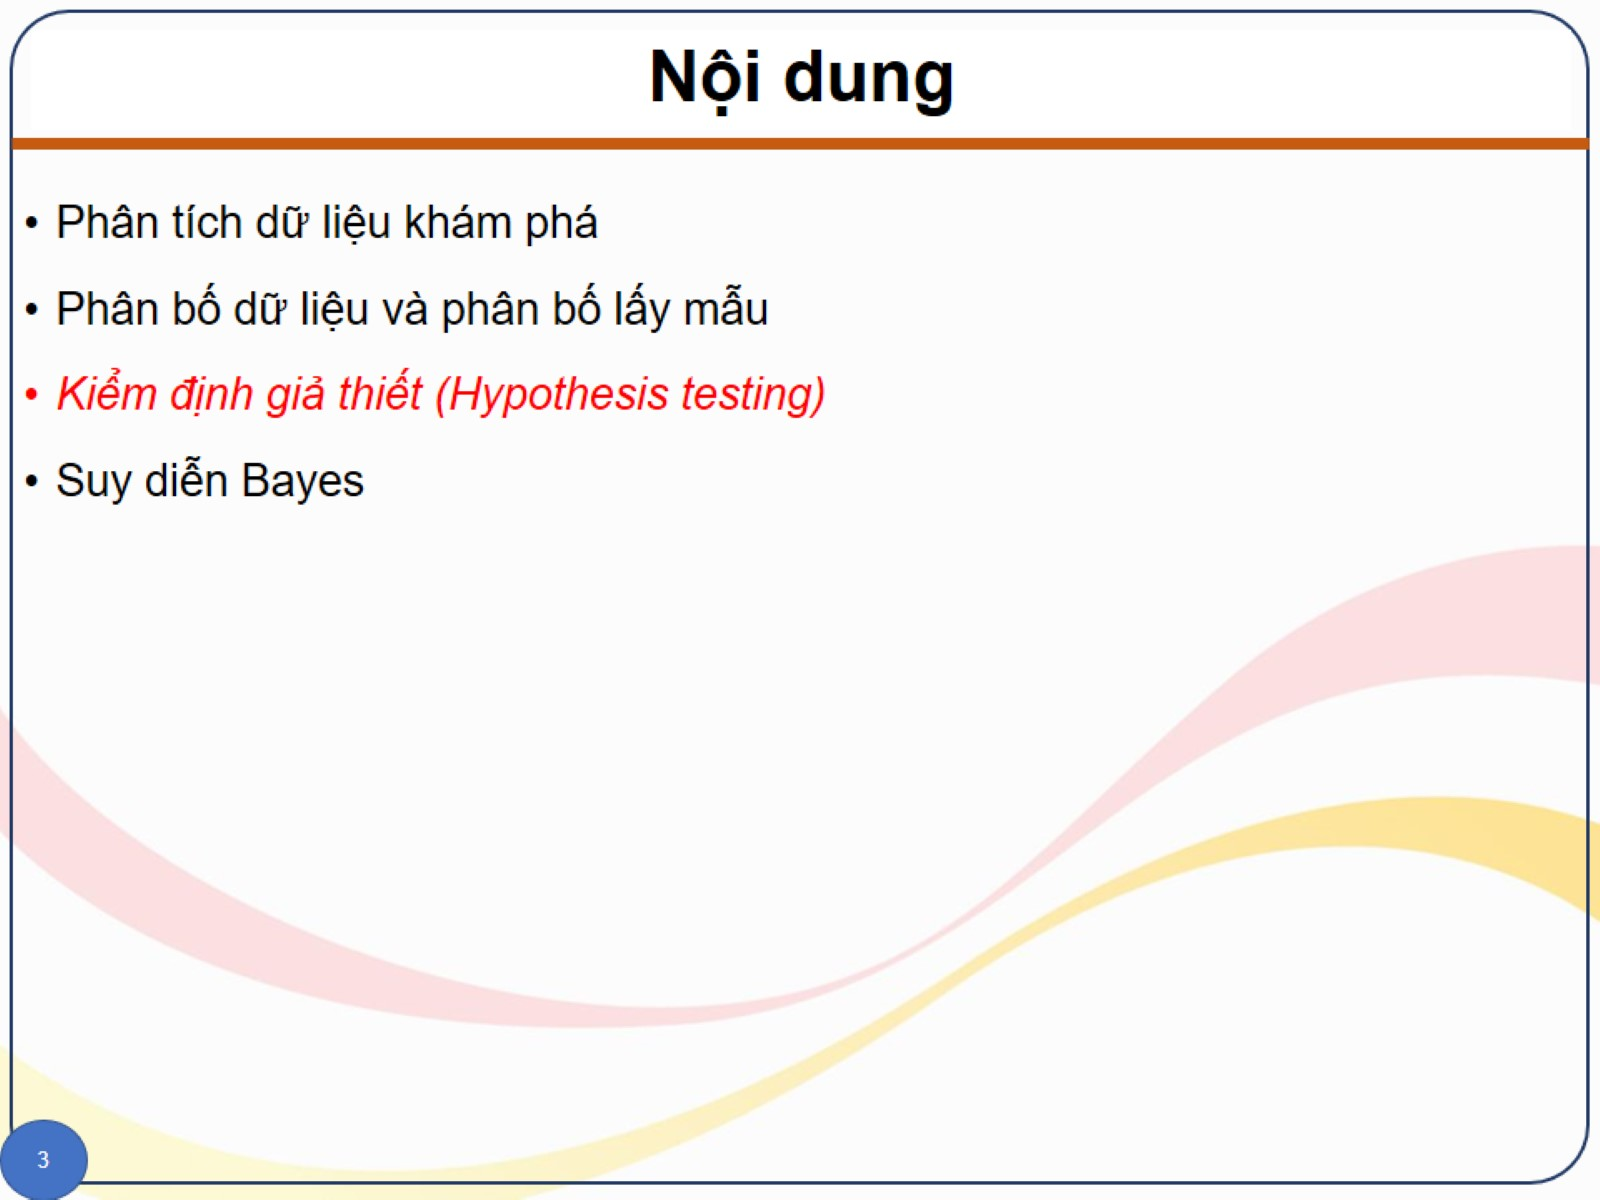 Nội dung
• Phân tích dữ liệu khám phá
• Phân bố dữ liệu và phân bố lấy mẫu
• Kiểm định giả thiết (Hypothesis testing)
• Suy diễn Bayes
3